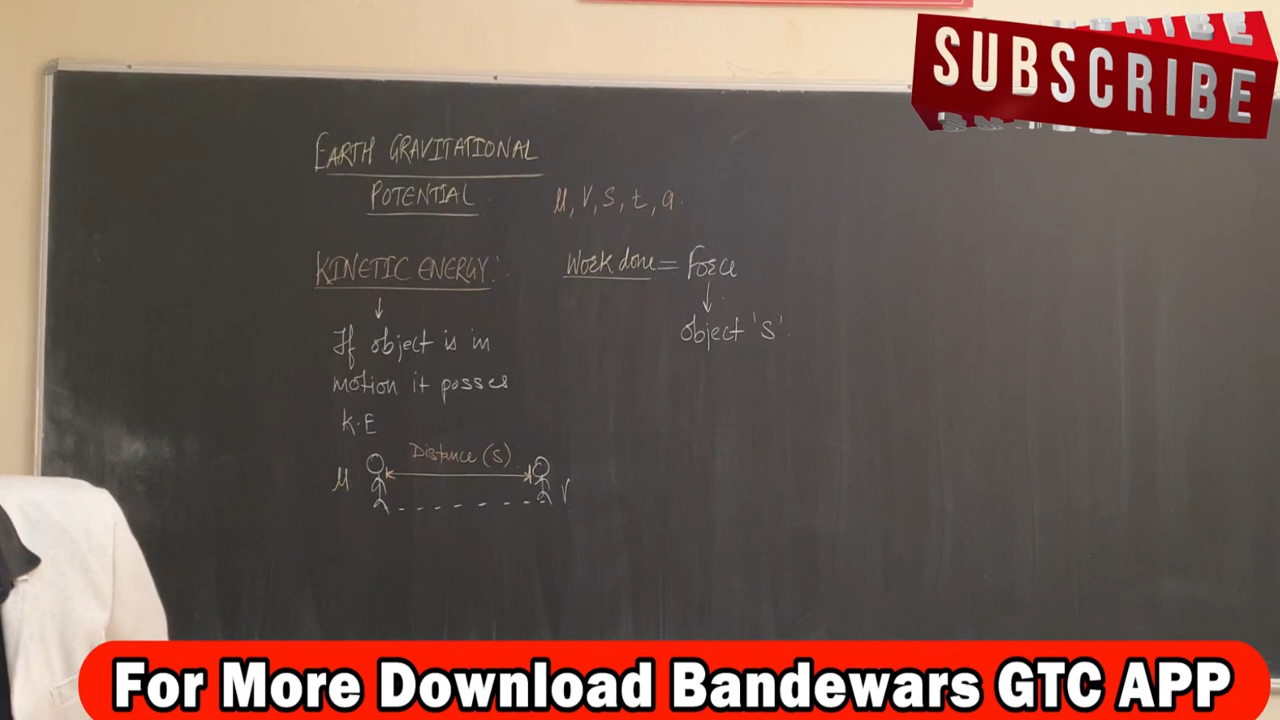 SUBSCRIBE
EARTH GRAVITATIONAL
POTENTIAL
u, V, S, t, a.
KINETIC ENERGY:
Work done = Force
object 's'.
If object is in
motion it posses
K.E
Distance (s)
u
V
For More Download Bandewars GTC APP